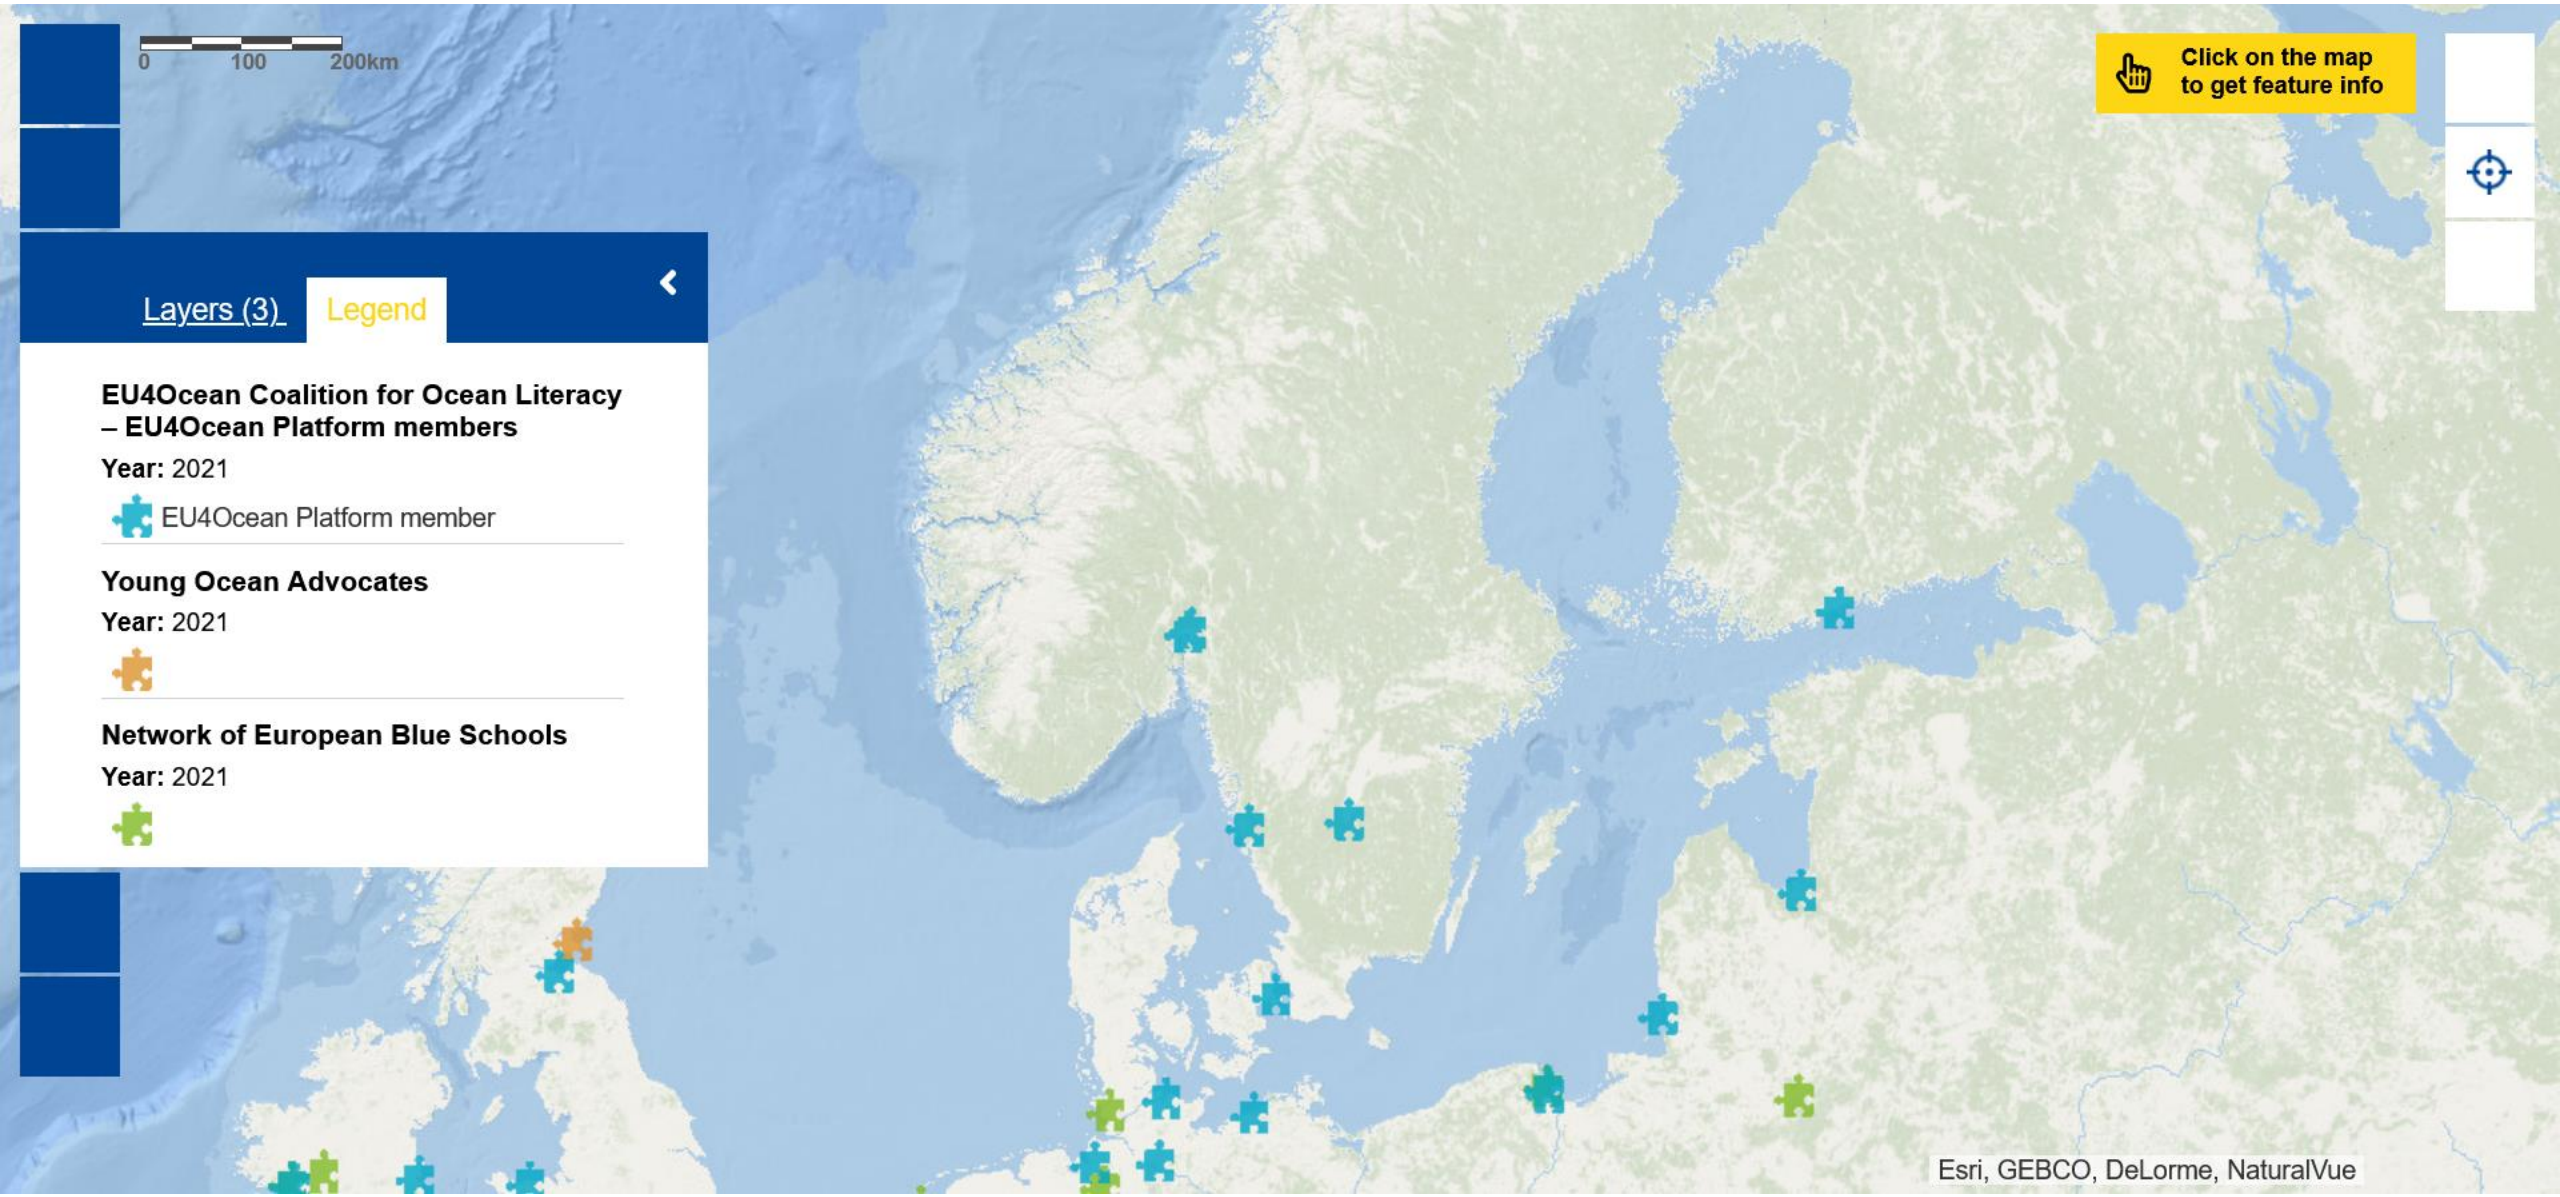 0 100 200km
Click on the map
to get feature info
Layers (3)
Legend
EU4Ocean Coalition for Ocean Literacy
– EU4Ocean Platform members
Year: 2021
EU4Ocean Platform member
Young Ocean Advocates
Year: 2021
Network of European Blue Schools
Year: 2021
Esri, GEBCO, DeLorme, NaturalVue